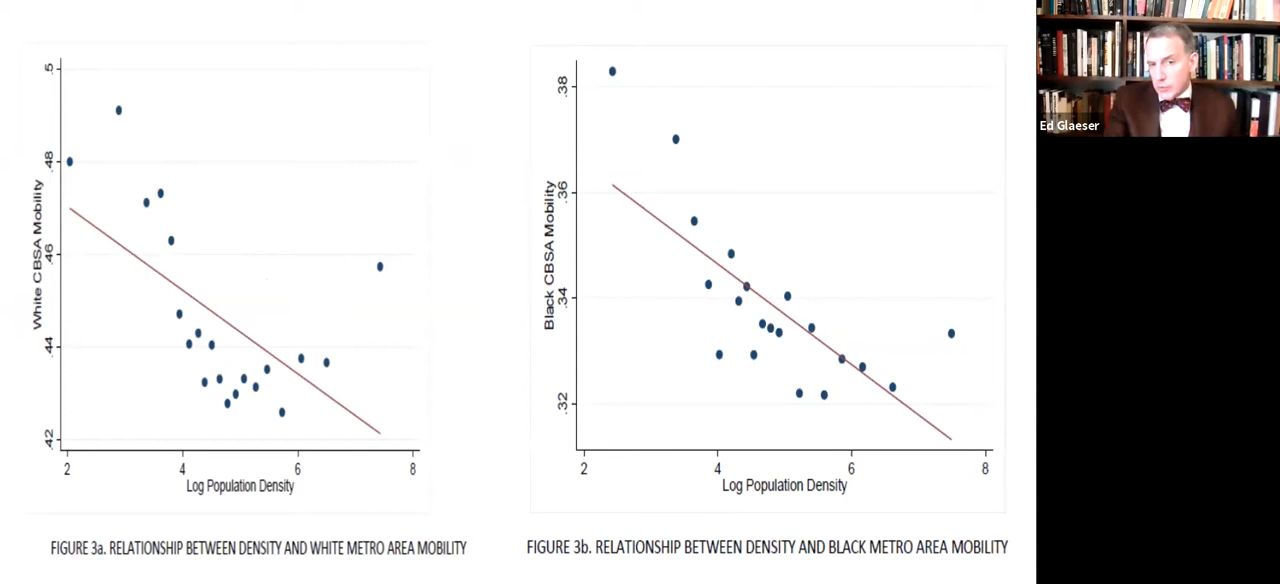 .5
.48
.46
.44
.42
White CBSA Mobility
2 4 6 8
Log Population Density
FIGURE 3a. RELATIONSHIP BETWEEN DENSITY AND WHITE METRO AREA MOBILITY
.38
.36
.34
.32
Black CBSA Mobility
2 4 6 8
Log Population Density
FIGURE 3b. RELATIONSHIP BETWEEN DENSITY AND BLACK METRO AREA MOBILITY
Ed Glaeser